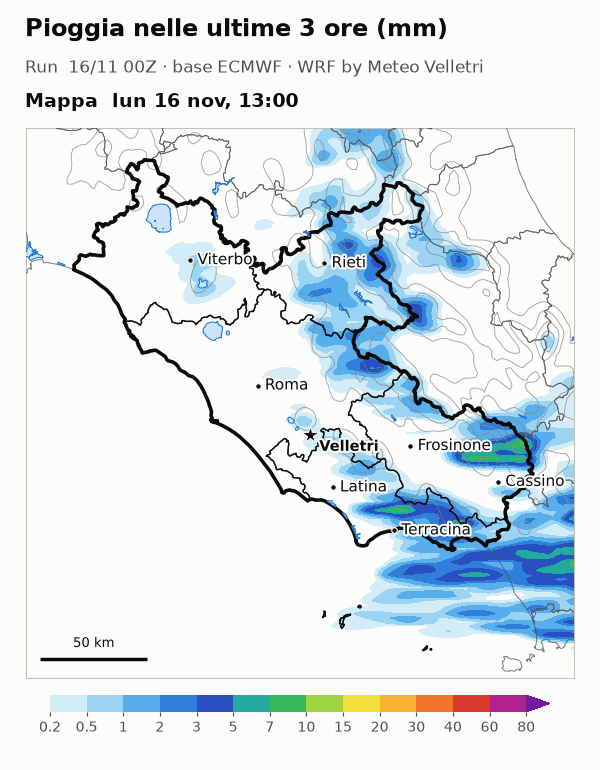 Pioggia nelle ultime 3 ore (mm)
Run 16/11 00Z · base ECMWF · WRF by Meteo Velletri
Mappa lun 16 nov, 13:00
Viterbo
Rieti
Roma
Velletri
Frosinone
Cassino
Latina
Terracina
50 km
0.2 0.5 1 2 3 5 7 10 15 20 30 40 60 80